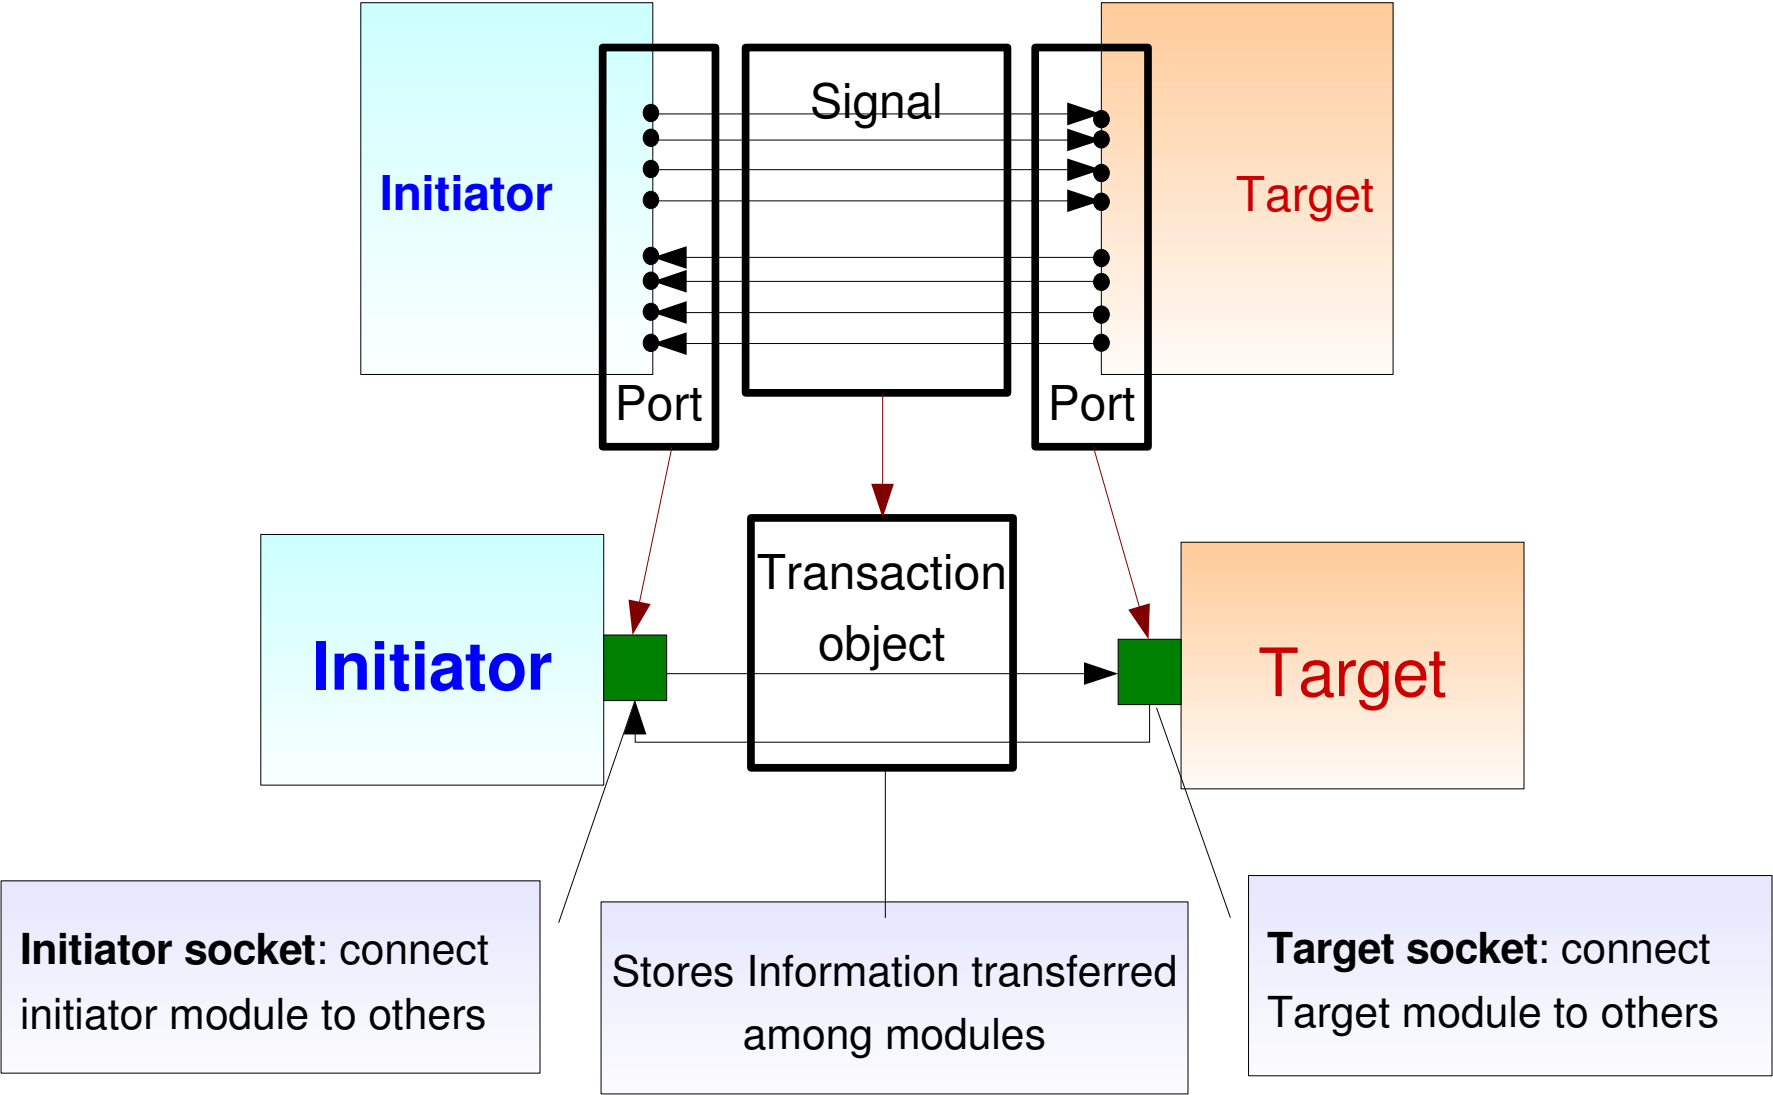 Signal
Initiator
Target
Port
Port
Transaction
object
Initiator
Target
Initiator socket: connect
initiator module to others
Stores Information transferred
among modules
Target socket: connect
Target module to others